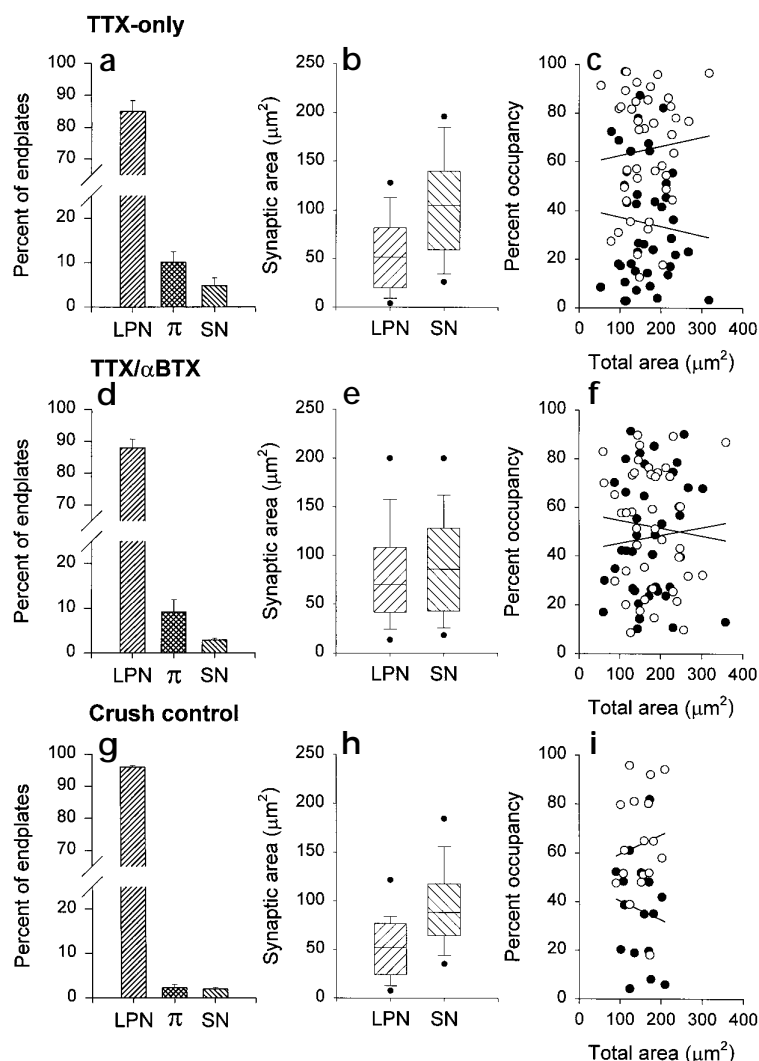 TTX-only
a
b
c
Percent of endplates
100
90
80
70
20
10
0
LPN π SN
Synaptic area (μm²)
250
200
150
100
50
0
LPN SN
Percent occupancy
100
80
60
40
20
0
0 100 200 300 400
Total area (μm²)
TTX/αBTX
d
e
f
Percent of endplates
100
90
80
70
20
10
0
LPN π SN
Synaptic area (μm²)
250
200
150
100
50
0
LPN SN
Percent occupancy
100
80
60
40
20
0
0 100 200 300 400
Total area (μm²)
Crush control
g
h
i
Percent of endplates
100
90
80
70
20
10
0
LPN π SN
Synaptic area (μm²)
250
200
150
100
50
0
LPN SN
Percent occupancy
100
80
60
40
20
0
0 100 200 300 400
Total area (μm²)